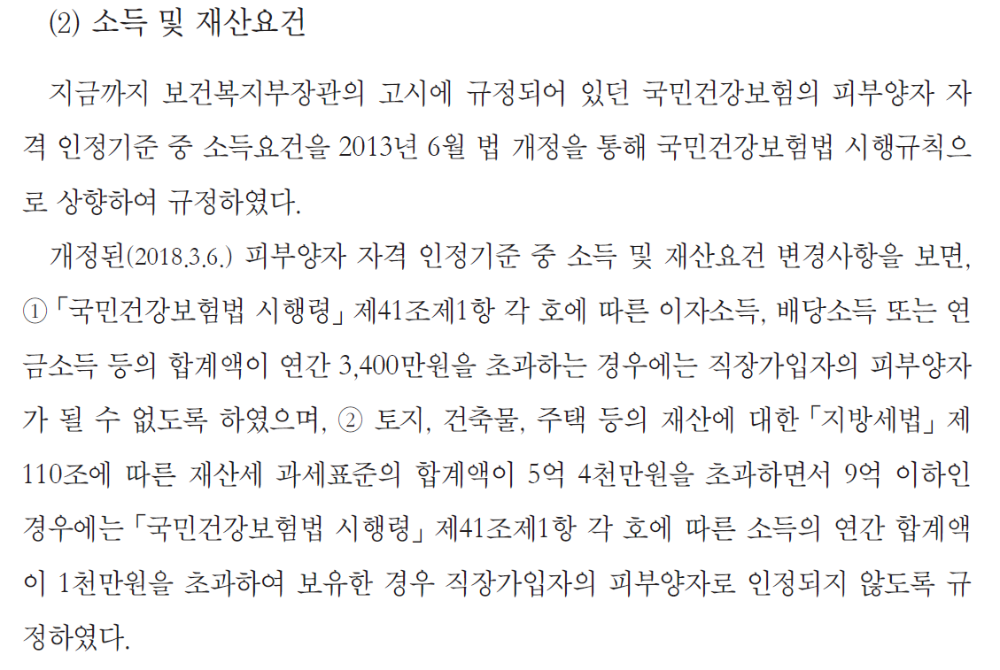 (2) 소득 및 재산요건
지금까지 보건복지부장관의 고시에 규정되어 있던 국민건강보험의 피부양자 자
격 인정기준 중 소득요건을 2013년 6월 법 개정을 통해 국민건강보험법 시행규칙으
로 상향하여 규정하였다.
개정된(2018.3.6.) 피부양자 자격 인정기준 중 소득 및 재산요건 변경사항을 보면,
①「국민건강보험법 시행령」제41조제1항 각 호에 따른 이자소득, 배당소득 또는 연
금소득 등의 합계액이 연간 3,400만원을 초과하는 경우에는 직장가입자의 피부양자
가 될 수 없도록 하였으며, ② 토지, 건축물, 주택 등의 재산에 대한「지방세법」제
110조에 따른 재산세 과세표준의 합계액이 5억 4천만원을 초과하면서 9억 이하인
경우에는「국민건강보험법 시행령」제41조제1항 각 호에 따른 소득의 연간 합계액
이 1천만원을 초과하여 보유한 경우 직장가입자의 피부양자로 인정되지 않도록 규
정하였다.